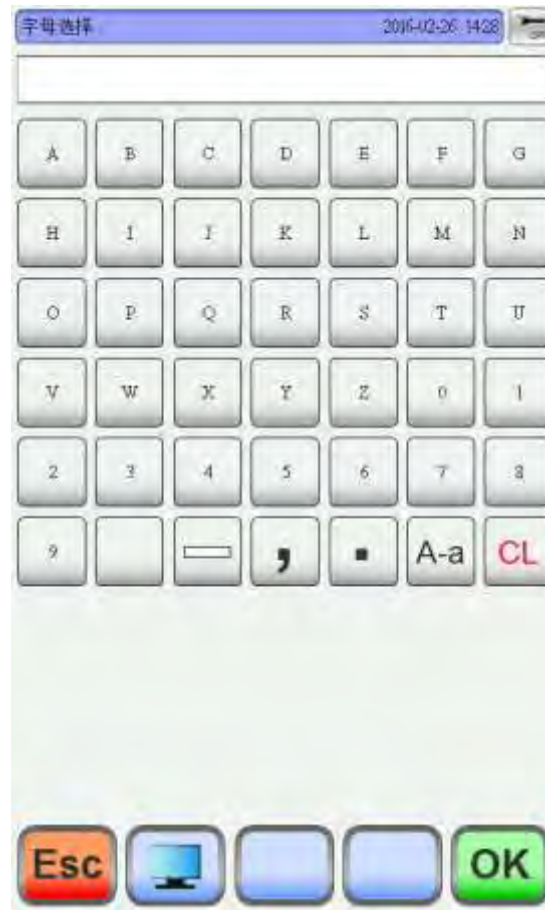 字母选择 2016-02-26 14:28
A B C D E F G
H I J K L M N
O P Q R S T U
V W X Y Z 0 1
2 3 4 5 6 7 8
9 , . A-a CL
Esc OK